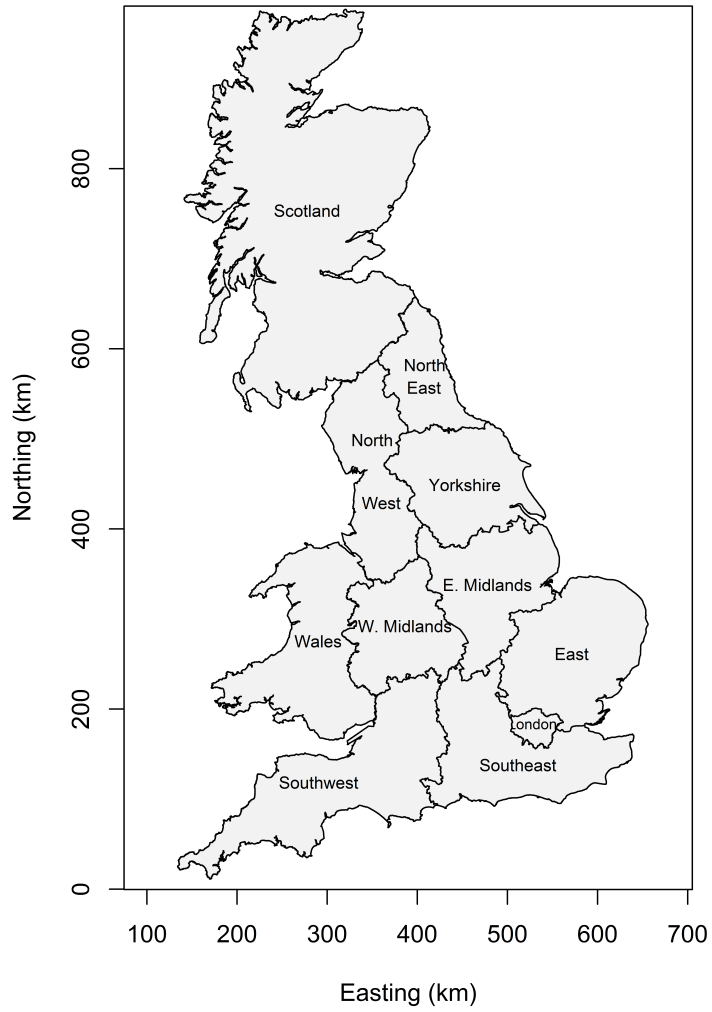 Scotland
North
East
North
Yorkshire
West
E. Midlands
W. Midlands
Wales
East
London
Southeast
Southwest
800
600
400
200
0
Northing (km)
100 200 300 400 500 600 700
Easting (km)